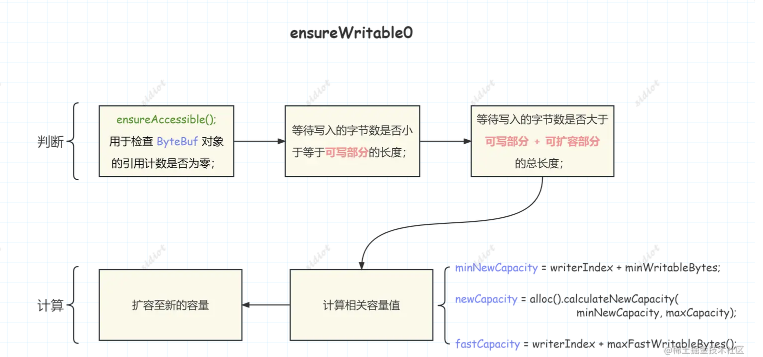 ensureWritable0
判断
ensureAccessible();
用于检查 ByteBuf 对象
的引用计数是否为零；
等待写入的字节数是否小
于等于可写部分的长度；
等待写入的字节数是否大于
可写部分 + 可扩容部分
的总长度；
计算
扩容至新的容量
计算相关容量值
minNewCapacity = writerIndex + minWritableBytes;
newCapacity = alloc().calculateNewCapacity(
minNewCapacity, maxCapacity);
fastCapacity = writerIndex + maxFastWritableBytes();
@稀土掘金技术社区